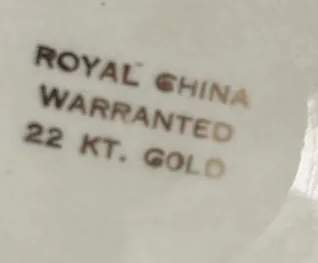 ROYAL CHINA
WARRANTED
22 KT. GOLD